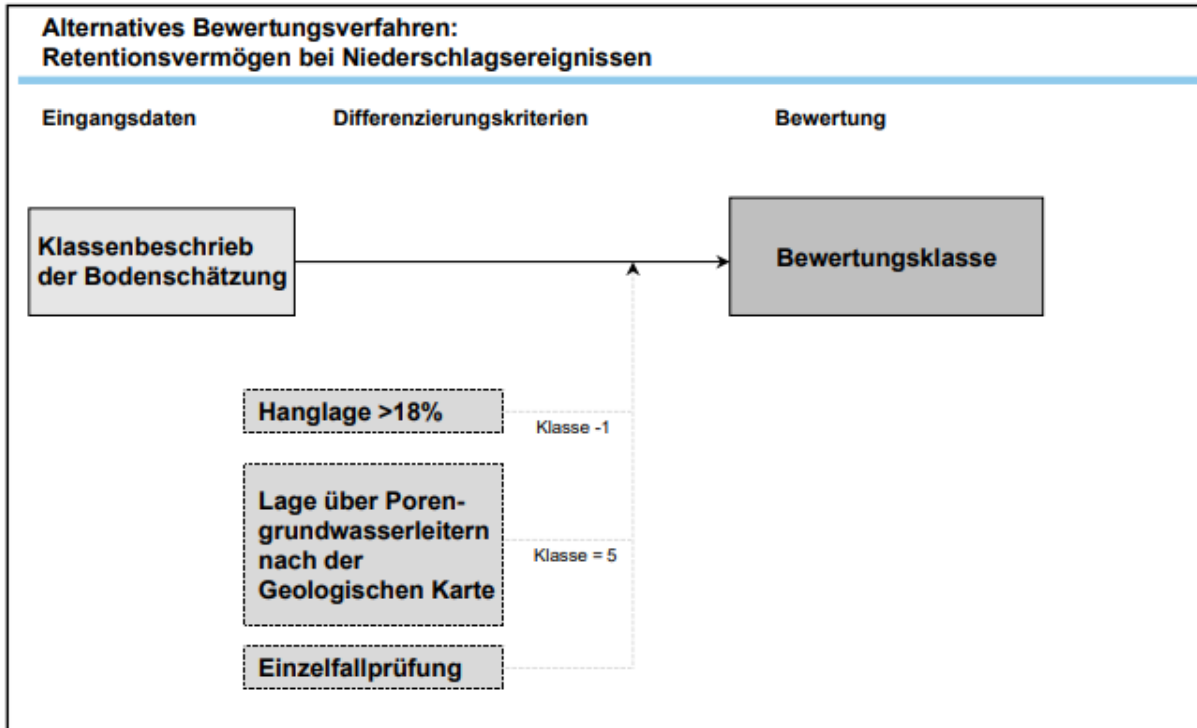 Alternatives Bewertungsverfahren:
Retentionsvermögen bei Niederschlagsereignissen
Eingangsdaten
Differenzierungskriterien
Bewertung
Klassenbeschrieb
der Bodenschätzung
Bewertungsklasse
Hanglage >18%
Klasse -1
Lage über Poren-
grundwasserleitern
nach der
Geologischen Karte
Klasse = 5
Einzelfallprüfung